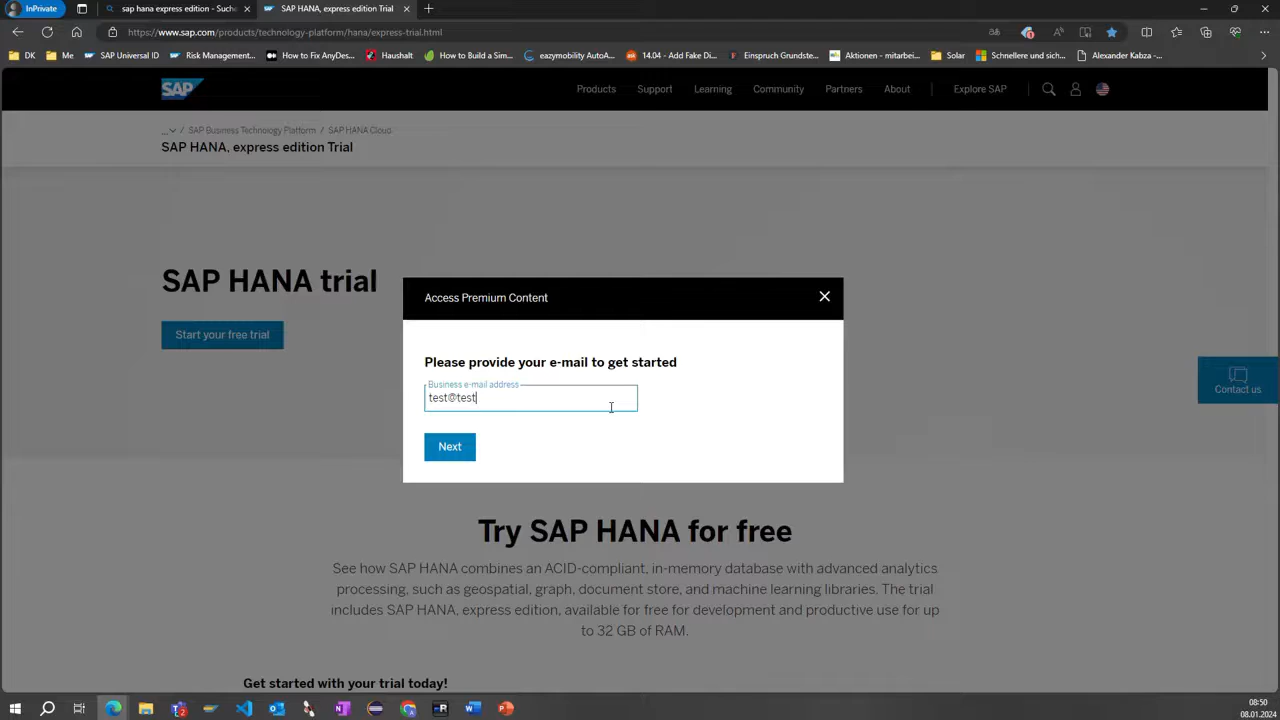 InPrivate
sap hana express edition - Suche
SAP HANA, express edition Trial
https://www.sap.com/products/technology-platform/hana/express-trial.html
DK
Me
SAP Universal ID
Risk Management...
How to Fix AnyDes...
Haushalt
How to Build a Sim...
eazymobility AutoA...
14.04 - Add Fake Di...
Einspruch Grundste...
Aktionen - mitarbei...
Solar
Schnellere und sich...
Alexander Kabza -...
SAP
Products
Support
Learning
Community
Partners
About
Explore SAP
... / SAP Business Technology Platform / SAP HANA Cloud
SAP HANA, express edition Trial
SAP HANA trial
Start your free trial
Access Premium Content
Please provide your e-mail to get started
Business e-mail address
test@test
Next
Contact us
Try SAP HANA for free
See how SAP HANA combines an ACID-compliant, in-memory database with advanced analytics
processing, such as geospatial, graph, document store, and machine learning libraries. The trial
includes SAP HANA, express edition, available for free for development and productive use for up
to 32 GB of RAM.
Get started with your trial today!
08:50
08.01.2024